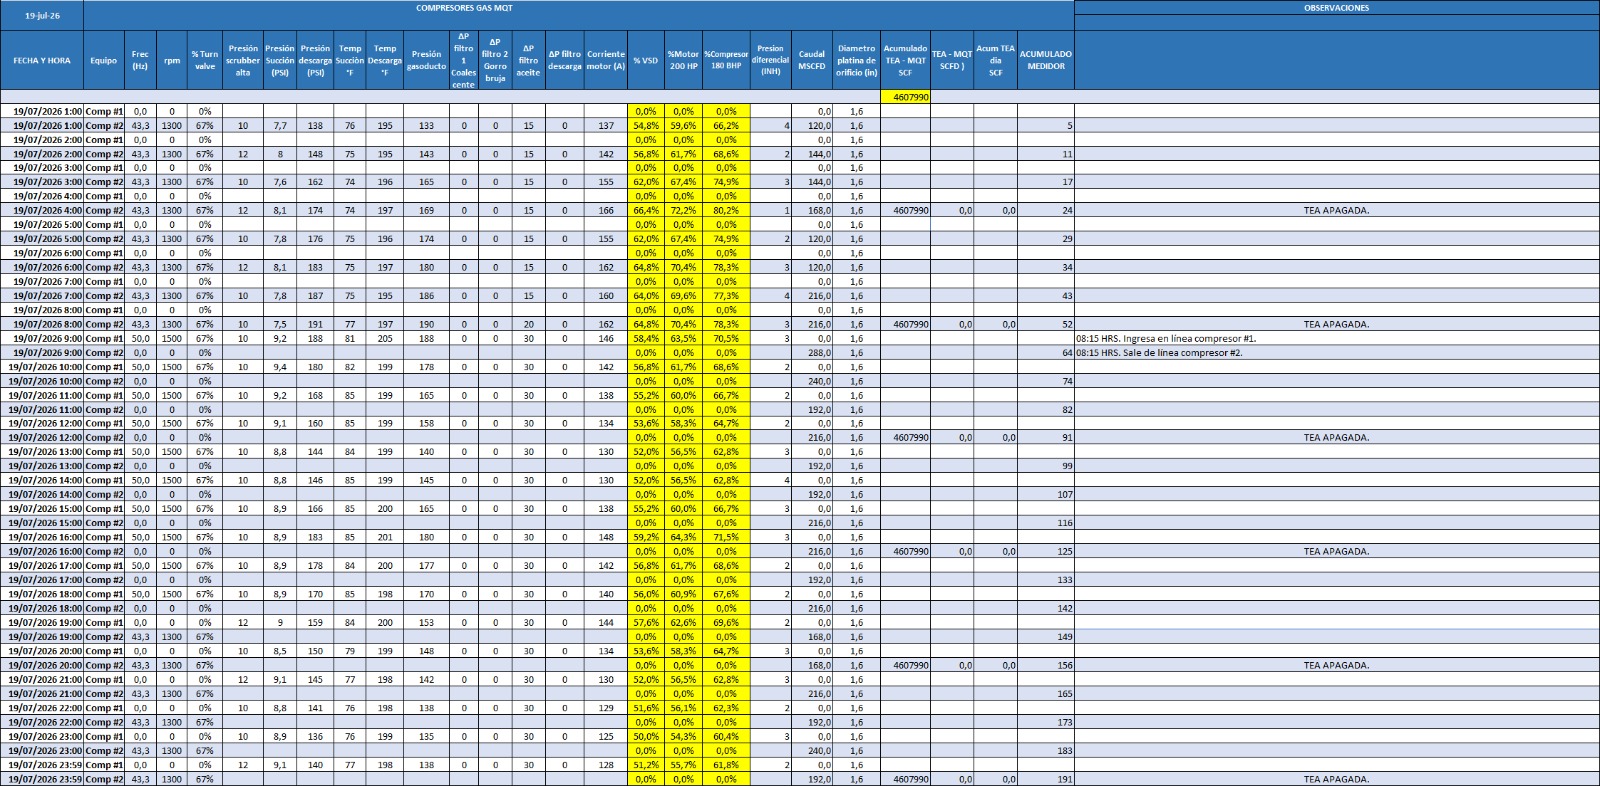 19-jul-26 COMPRESORES GAS MQT OBSERVACIONES
FECHA Y HORA Equipo Frec (Hz) rpm % Turn valve Presión scrubber alta Presión Succión (PSI) Presión descarga (PSI) Temp Succión °F Temp Descarga °F Presión gasoducto ΔP filtro 1 Coales cente ΔP filtro 2 Gorro bruja ΔP filtro aceite ΔP filtro descarga Corriente motor (A) % VSD %Motor 200 HP %Compresor 180 BHP Presion diferencial (INH) Caudal MSCFD Diametro platina de orificio (in) Acumulado TEA - MQT SCF TEA - MQT SCFD ) Acum TEA dia SCF ACUMULADO MEDIDOR
4607990
19/07/2026 1:00 Comp #1 0,0 0 0% 0,0% 0,0% 0,0% 0,0 1,6
19/07/2026 1:00 Comp #2 43,3 1300 67% 10 7,7 138 76 195 133 0 0 15 0 137 54,8% 59,6% 66,2% 4 120,0 1,6 5
19/07/2026 2:00 Comp #1 0,0 0 0% 0,0% 0,0% 0,0% 0,0 1,6
19/07/2026 2:00 Comp #2 43,3 1300 67% 12 8 148 75 195 143 0 0 15 0 142 56,8% 61,7% 68,6% 2 144,0 1,6 11
19/07/2026 3:00 Comp #1 0,0 0 0% 0,0% 0,0% 0,0% 0,0 1,6
19/07/2026 3:00 Comp #2 43,3 1300 67% 10 7,6 162 74 196 165 0 0 15 0 155 62,0% 67,4% 74,9% 3 144,0 1,6 17
19/07/2026 4:00 Comp #1 0,0 0 0% 0,0% 0,0% 0,0% 0,0 1,6
19/07/2026 4:00 Comp #2 43,3 1300 67% 12 8,1 174 74 197 169 0 0 15 0 166 66,4% 72,2% 80,2% 1 168,0 1,6 4607990 0,0 0,0 24 TEA APAGADA.
19/07/2026 5:00 Comp #1 0,0 0 0% 0,0% 0,0% 0,0% 0,0 1,6
19/07/2026 5:00 Comp #2 43,3 1300 67% 10 7,8 176 75 196 174 0 0 15 0 155 62,0% 67,4% 74,9% 2 120,0 1,6 29
19/07/2026 6:00 Comp #1 0,0 0 0% 0,0% 0,0% 0,0% 0,0 1,6
19/07/2026 6:00 Comp #2 43,3 1300 67% 12 8,1 183 75 197 180 0 0 15 0 162 64,8% 70,4% 78,3% 3 120,0 1,6 34
19/07/2026 7:00 Comp #1 0,0 0 0% 0,0% 0,0% 0,0% 0,0 1,6
19/07/2026 7:00 Comp #2 43,3 1300 67% 10 7,8 187 75 195 186 0 0 15 0 160 64,0% 69,6% 77,3% 4 216,0 1,6 43
19/07/2026 8:00 Comp #1 0,0 0 0% 0,0% 0,0% 0,0% 0,0 1,6
19/07/2026 8:00 Comp #2 43,3 1300 67% 10 7,5 191 77 197 190 0 0 20 0 162 64,8% 70,4% 78,3% 3 216,0 1,6 4607990 0,0 0,0 52 TEA APAGADA.
19/07/2026 9:00 Comp #1 50,0 1500 67% 10 9,2 188 81 205 188 0 0 30 0 146 58,4% 63,5% 70,5% 3 0,0 1,6 08:15 HRS. Ingresa en línea compresor #1.
19/07/2026 9:00 Comp #2 0,0 0 0% 0,0% 0,0% 0,0% 288,0 1,6 64 08:15 HRS. Sale de línea compresor #2.
19/07/2026 10:00 Comp #1 50,0 1500 67% 10 9,4 180 82 199 178 0 0 30 0 142 56,8% 61,7% 68,6% 2 0,0 1,6
19/07/2026 10:00 Comp #2 0,0 0 0% 0,0% 0,0% 0,0% 240,0 1,6 74
19/07/2026 11:00 Comp #1 50,0 1500 67% 10 9,2 168 85 199 165 0 0 30 0 138 55,2% 60,0% 66,7% 2 0,0 1,6
19/07/2026 11:00 Comp #2 0,0 0 0% 0,0% 0,0% 0,0% 192,0 1,6 82
19/07/2026 12:00 Comp #1 50,0 1500 67% 10 9,1 160 85 199 158 0 0 30 0 134 53,6% 58,3% 64,7% 2 0,0 1,6
19/07/2026 12:00 Comp #2 0,0 0 0% 0,0% 0,0% 0,0% 216,0 1,6 4607990 0,0 0,0 91 TEA APAGADA.
19/07/2026 13:00 Comp #1 50,0 1500 67% 10 8,8 144 84 199 140 0 0 30 0 130 52,0% 56,5% 62,8% 3 0,0 1,6
19/07/2026 13:00 Comp #2 0,0 0 0% 0,0% 0,0% 0,0% 192,0 1,6 99
19/07/2026 14:00 Comp #1 50,0 1500 67% 10 8,8 146 85 199 145 0 0 30 0 130 52,0% 56,5% 62,8% 4 0,0 1,6
19/07/2026 14:00 Comp #2 0,0 0 0% 0,0% 0,0% 0,0% 192,0 1,6 107
19/07/2026 15:00 Comp #1 50,0 1500 67% 10 8,9 166 85 200 165 0 0 30 0 138 55,2% 60,0% 66,7% 3 0,0 1,6
19/07/2026 15:00 Comp #2 0,0 0 0% 0,0% 0,0% 0,0% 216,0 1,6 116
19/07/2026 16:00 Comp #1 50,0 1500 67% 10 8,9 183 85 201 180 0 0 30 0 148 59,2% 64,3% 71,5% 3 0,0 1,6
19/07/2026 16:00 Comp #2 0,0 0 0% 0,0% 0,0% 0,0% 216,0 1,6 4607990 0,0 0,0 125 TEA APAGADA.
19/07/2026 17:00 Comp #1 50,0 1500 67% 10 8,9 178 84 200 177 0 0 30 0 142 56,8% 61,7% 68,6% 2 0,0 1,6
19/07/2026 17:00 Comp #2 0,0 0 0% 0,0% 0,0% 0,0% 192,0 1,6 133
19/07/2026 18:00 Comp #1 50,0 1500 67% 10 8,9 170 85 198 170 0 0 30 0 140 56,0% 60,9% 67,6% 2 0,0 1,6
19/07/2026 18:00 Comp #2 0,0 0 0% 0,0% 0,0% 0,0% 216,0 1,6 142
19/07/2026 19:00 Comp #1 0,0 0 0% 12 9 159 84 200 153 0 0 30 0 144 57,6% 62,6% 69,6% 2 0,0 1,6
19/07/2026 19:00 Comp #2 43,3 1300 67% 0,0% 0,0% 0,0% 168,0 1,6 149
19/07/2026 20:00 Comp #1 0,0 0 0% 10 8,5 150 79 199 148 0 0 30 0 134 53,6% 58,3% 64,7% 3 0,0 1,6
19/07/2026 20:00 Comp #2 43,3 1300 67% 0,0% 0,0% 0,0% 168,0 1,6 4607990 0,0 0,0 156 TEA APAGADA.
19/07/2026 21:00 Comp #1 0,0 0 0% 12 9,1 145 77 198 142 0 0 30 0 130 52,0% 56,5% 62,8% 3 0,0 1,6
19/07/2026 21:00 Comp #2 43,3 1300 67% 0,0% 0,0% 0,0% 216,0 1,6 165
19/07/2026 22:00 Comp #1 0,0 0 0% 10 8,8 141 76 198 138 0 0 30 0 129 51,6% 56,1% 62,3% 2 0,0 1,6
19/07/2026 22:00 Comp #2 43,3 1300 67% 0,0% 0,0% 0,0% 192,0 1,6 173
19/07/2026 23:00 Comp #1 0,0 0 0% 10 8,9 136 76 199 135 0 0 30 0 125 50,0% 54,3% 60,4% 3 0,0 1,6
19/07/2026 23:00 Comp #2 43,3 1300 67% 0,0% 0,0% 0,0% 240,0 1,6 183
19/07/2026 23:59 Comp #1 0,0 0 0% 12 9,1 140 77 198 138 0 0 30 0 128 51,2% 55,7% 61,8% 2 0,0 1,6
19/07/2026 23:59 Comp #2 43,3 1300 67% 0,0% 0,0% 0,0% 192,0 1,6 4607990 0,0 0,0 191 TEA APAGADA.